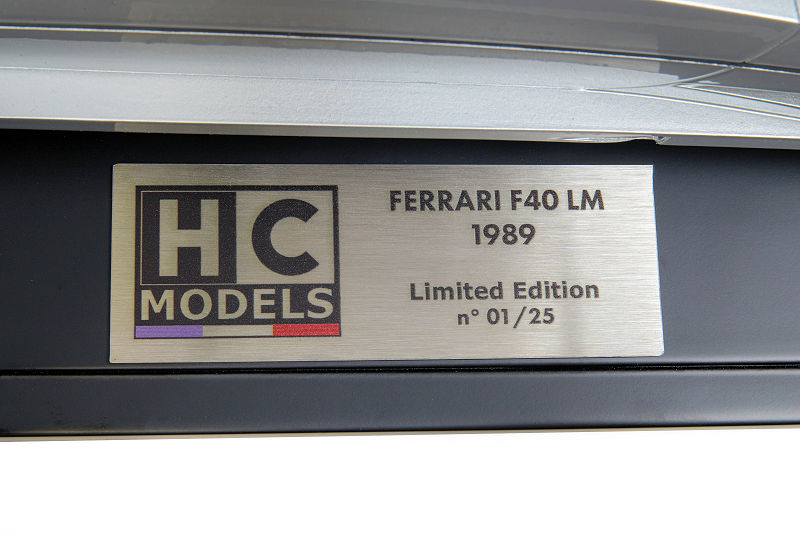 HC
MODELS
FERRARI F40 LM
1989
Limited Edition
n° 01/25